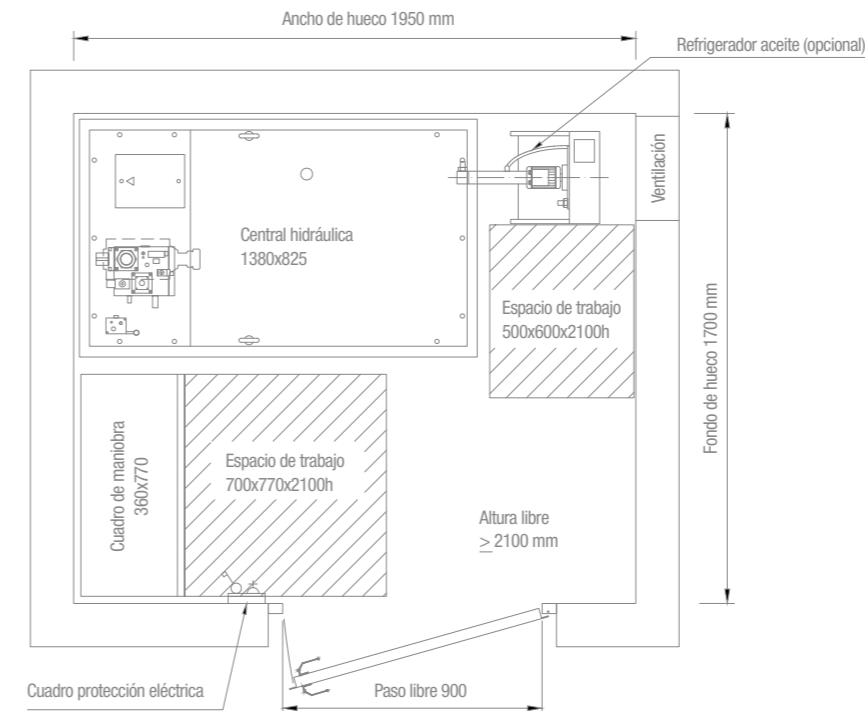 Ancho de hueco 1950 mm
Refrigerador aceite (opcional)
Ventilación
Central hidráulica
1380x825
Espacio de trabajo
500x600x2100h
Fondo de hueco 1700 mm
Cuadro de maniobra
360x770
Espacio de trabajo
700x770x2100h
Altura libre
≥ 2100 mm
Cuadro protección eléctrica
Paso libre 900